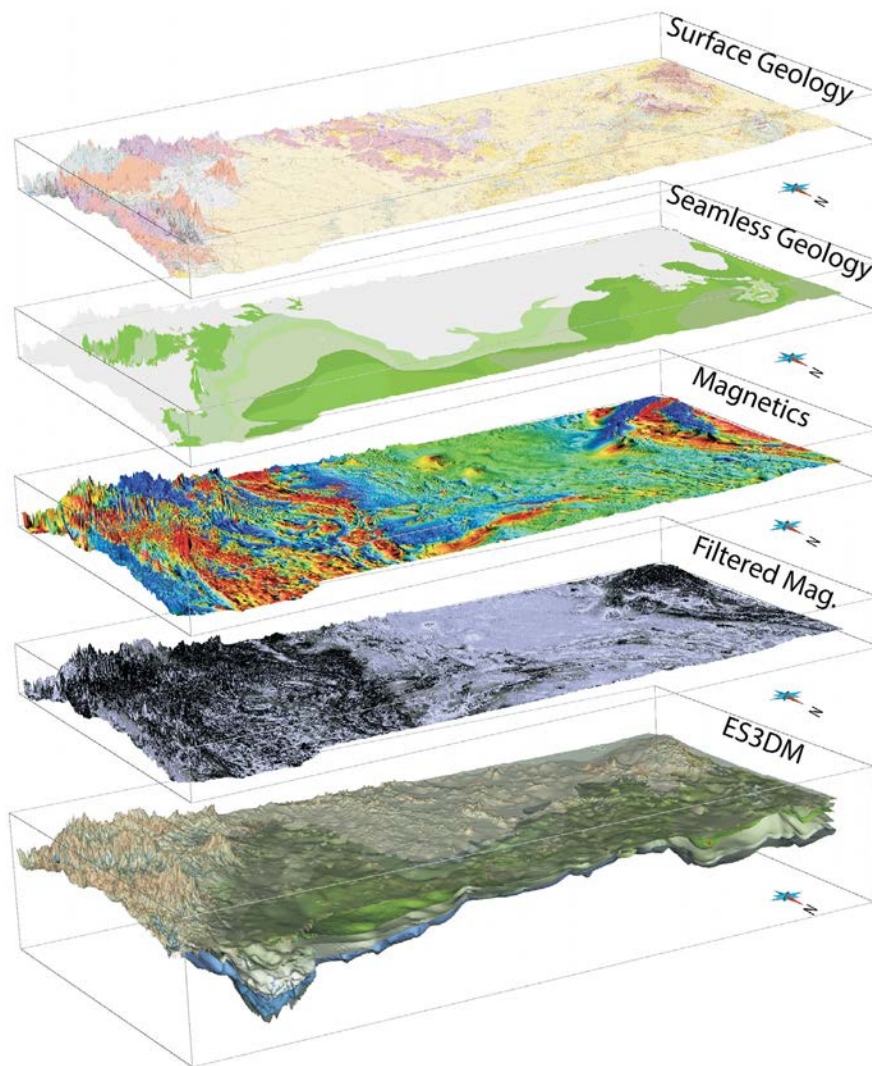 Surface Geology
N
Seamless Geology
N
Magnetics
N
Filtered Mag.
N
ES3DM
N